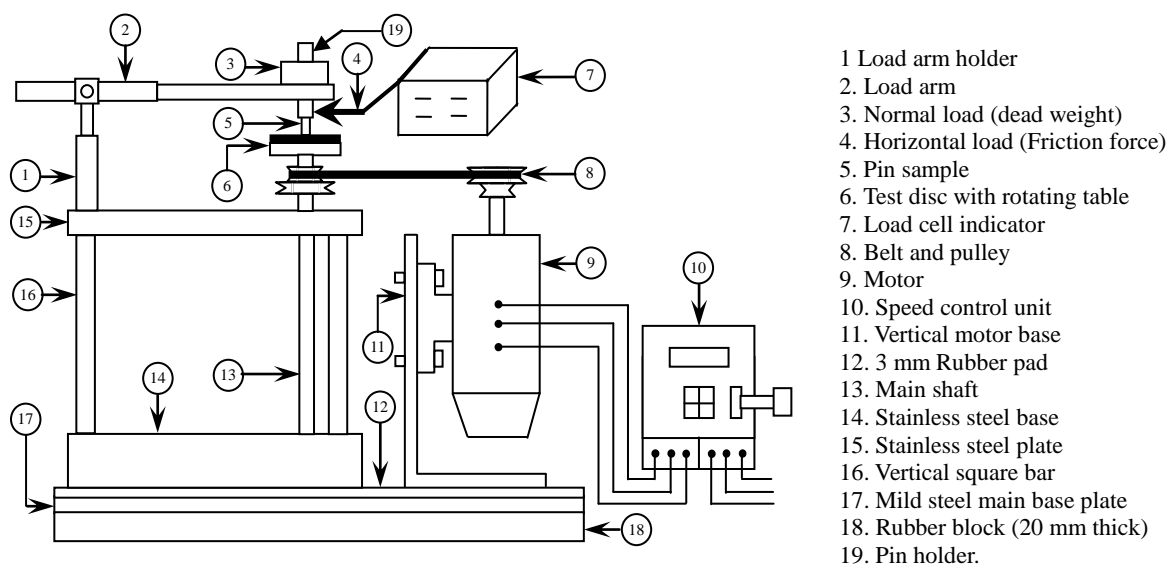 2
19
3
4
7
5
1
6
8
15
9
10
16
11
13
14
12
17
18
1 Load arm holder
2. Load arm
3. Normal load (dead weight)
4. Horizontal load (Friction force)
5. Pin sample
6. Test disc with rotating table
7. Load cell indicator
8. Belt and pulley
9. Motor
10. Speed control unit
11. Vertical motor base
12. 3 mm Rubber pad
13. Main shaft
14. Stainless steel base
15. Stainless steel plate
16. Vertical square bar
17. Mild steel main base plate
18. Rubber block (20 mm thick)
19. Pin holder.